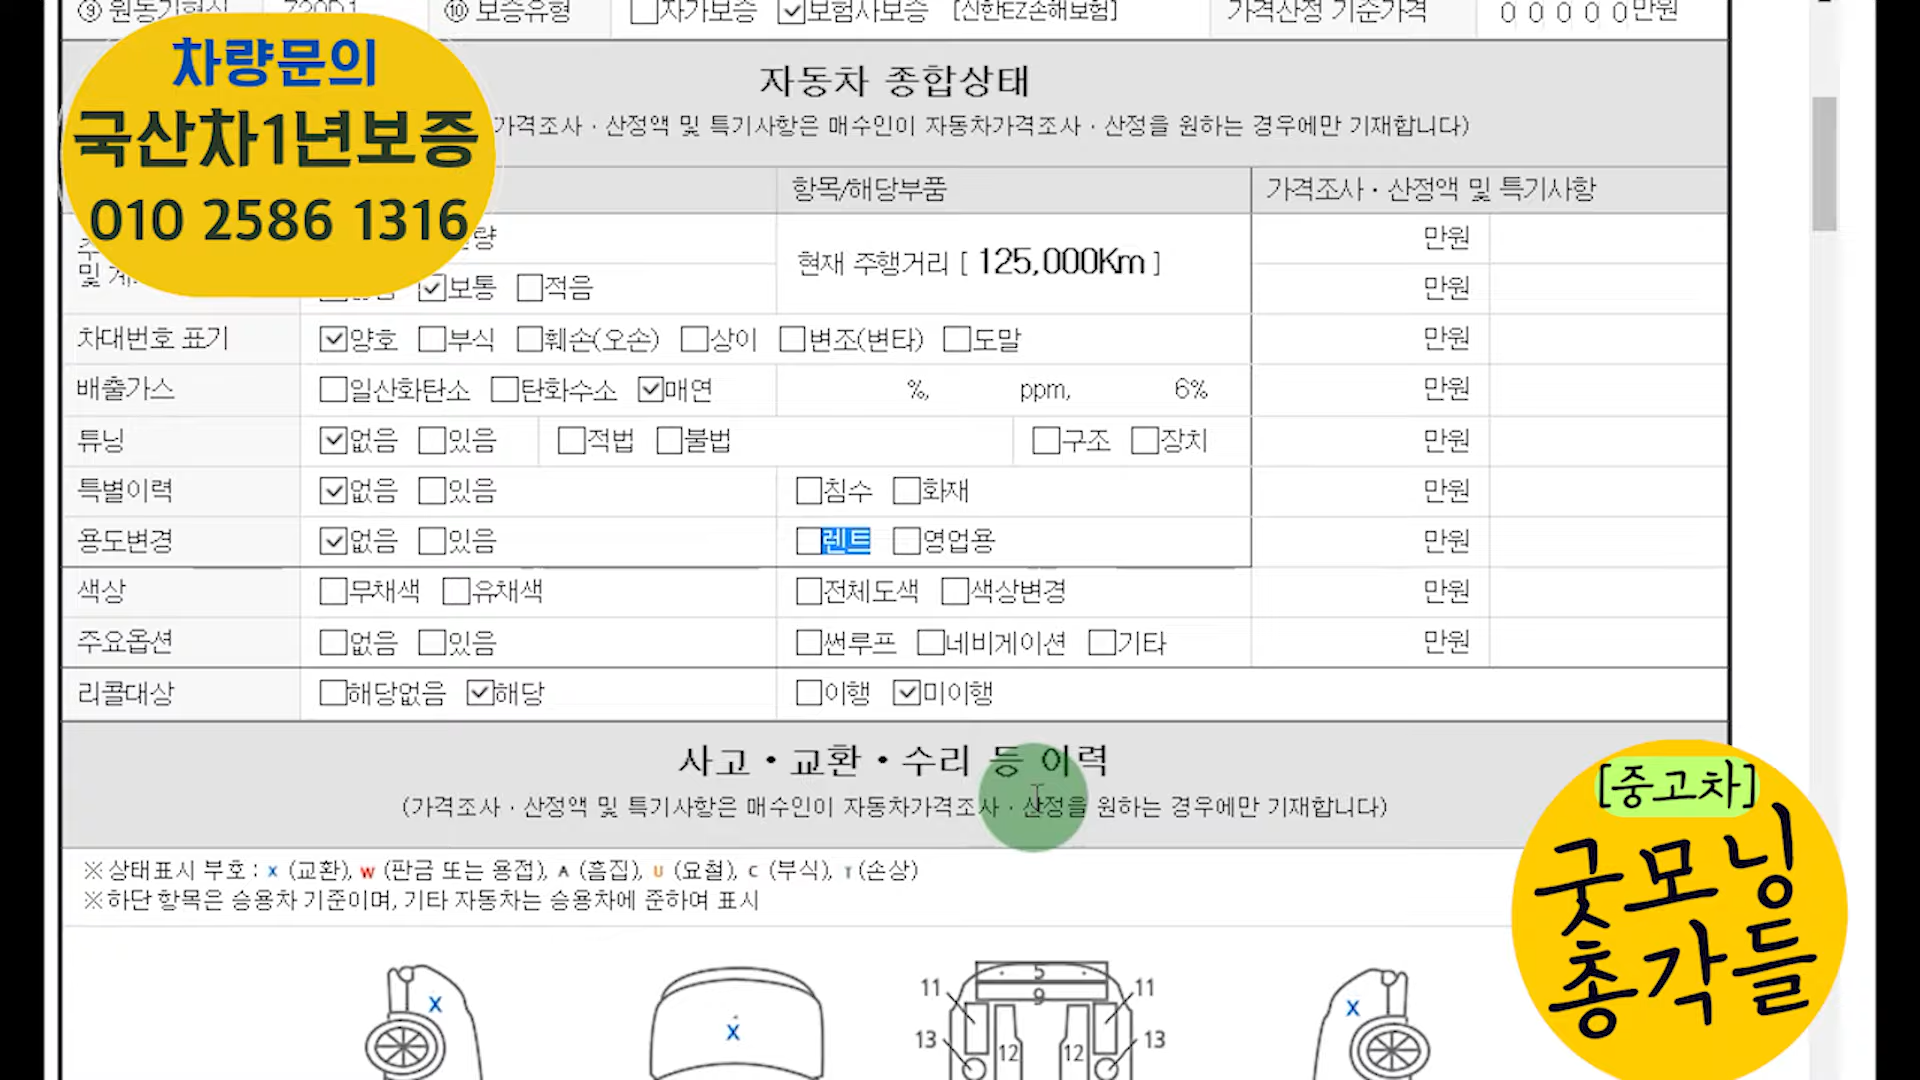 ⑨ 원동기형식 ⑩ 보증유형 자가보증 보험사보증 [신한EZ손해보험] 가격산정 기준가격 0 0 0 0 0만원
차량문의
국산차1년보증
010 2586 1316
자동차 종합상태
가격조사 · 산정액 및 특기사항은 매수인이 자동차가격조사 · 산정을 원하는 경우에만 기재합니다)
항목/해당부품 가격조사 · 산정액 및 특기사항
만원
현재 주행거리 [ 125,000Km ]
및 보통 적음 만원
차대번호 표기 양호 부식 훼손(오손) 상이 변조(변타) 도말 만원
배출가스 일산화탄소 탄화수소 매연 %, ppm, 6% 만원
튜닝 없음 있음 적법 불법 구조 장치 만원
특별이력 없음 있음 침수 화재 만원
용도변경 없음 있음 렌트 영업용 만원
색상 무채색 유채색 전체도색 색상변경 만원
주요옵션 없음 있음 썬루프 네비게이션 기타 만원
리콜대상 해당없음 해당 이행 미이행
사고 · 교환 · 수리 등 이력
(가격조사 · 산정액 및 특기사항은 매수인이 자동차가격조사 · 산정을 원하는 경우에만 기재합니다)
※상태표시 부호 : X (교환), W (판금 또는 용접), A (흠집), U (요철), C (부식), T (손상)
※하단 항목은 승용차 기준이며, 기타 자동차는 승용차에 준하여 표시
X X 5 9 11 11 13 13 12 12 X
[중고차]
굿모닝
총각들